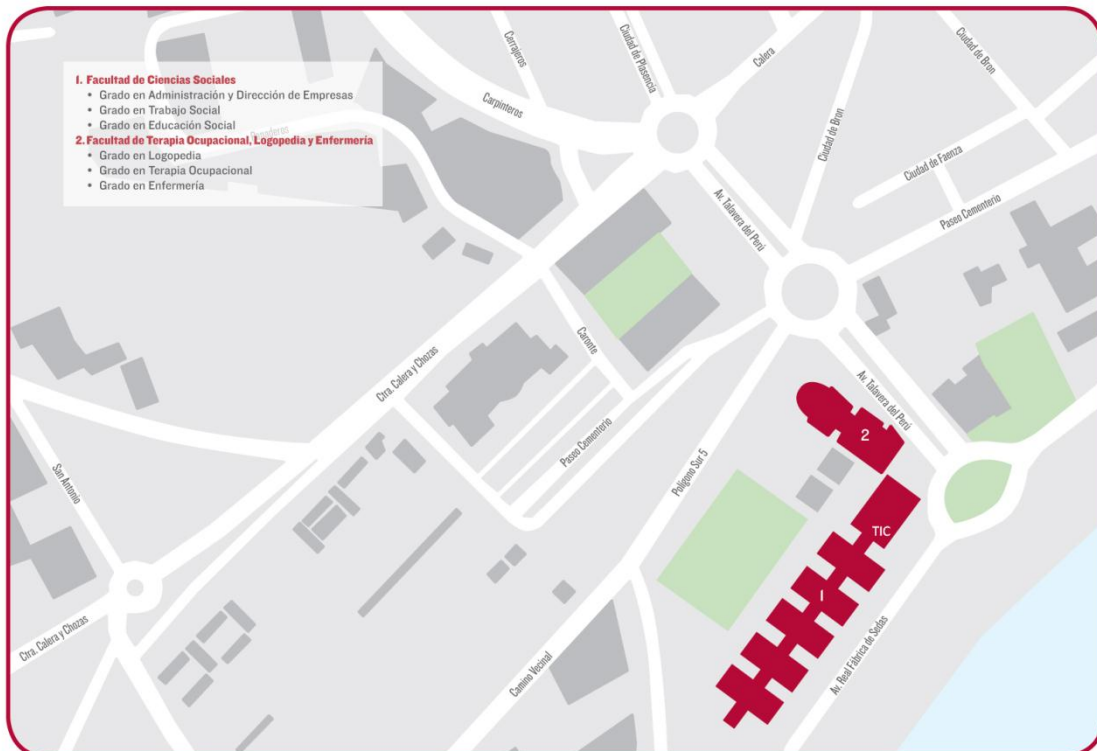 1. Facultad de Ciencias Sociales
• Grado en Administración y Dirección de Empresas
• Grado en Trabajo Social
• Grado en Educación Social
2. Facultad de Terapia Ocupacional, Logopedia y Enfermería
• Grado en Logopedia
• Grado en Terapia Ocupacional
• Grado en Enfermería
Cerrajeros
Ciudad de Plasencia
Calera
Ciudad de Bron
Carpinteros
Ciudad de Bron
Ciudad de Faenza
Av. Talavera del Perú
Paseo Cementerio
Caronte
Ctra. Calera y Chozas
Av. Talavera del Perú
2
Paseo Cementerio
Polígono Sur 5
San Antonio
TIC
1
Ctra. Calera y Chozas
Camino Vecinal
Av. Real Fábrica de Sedas